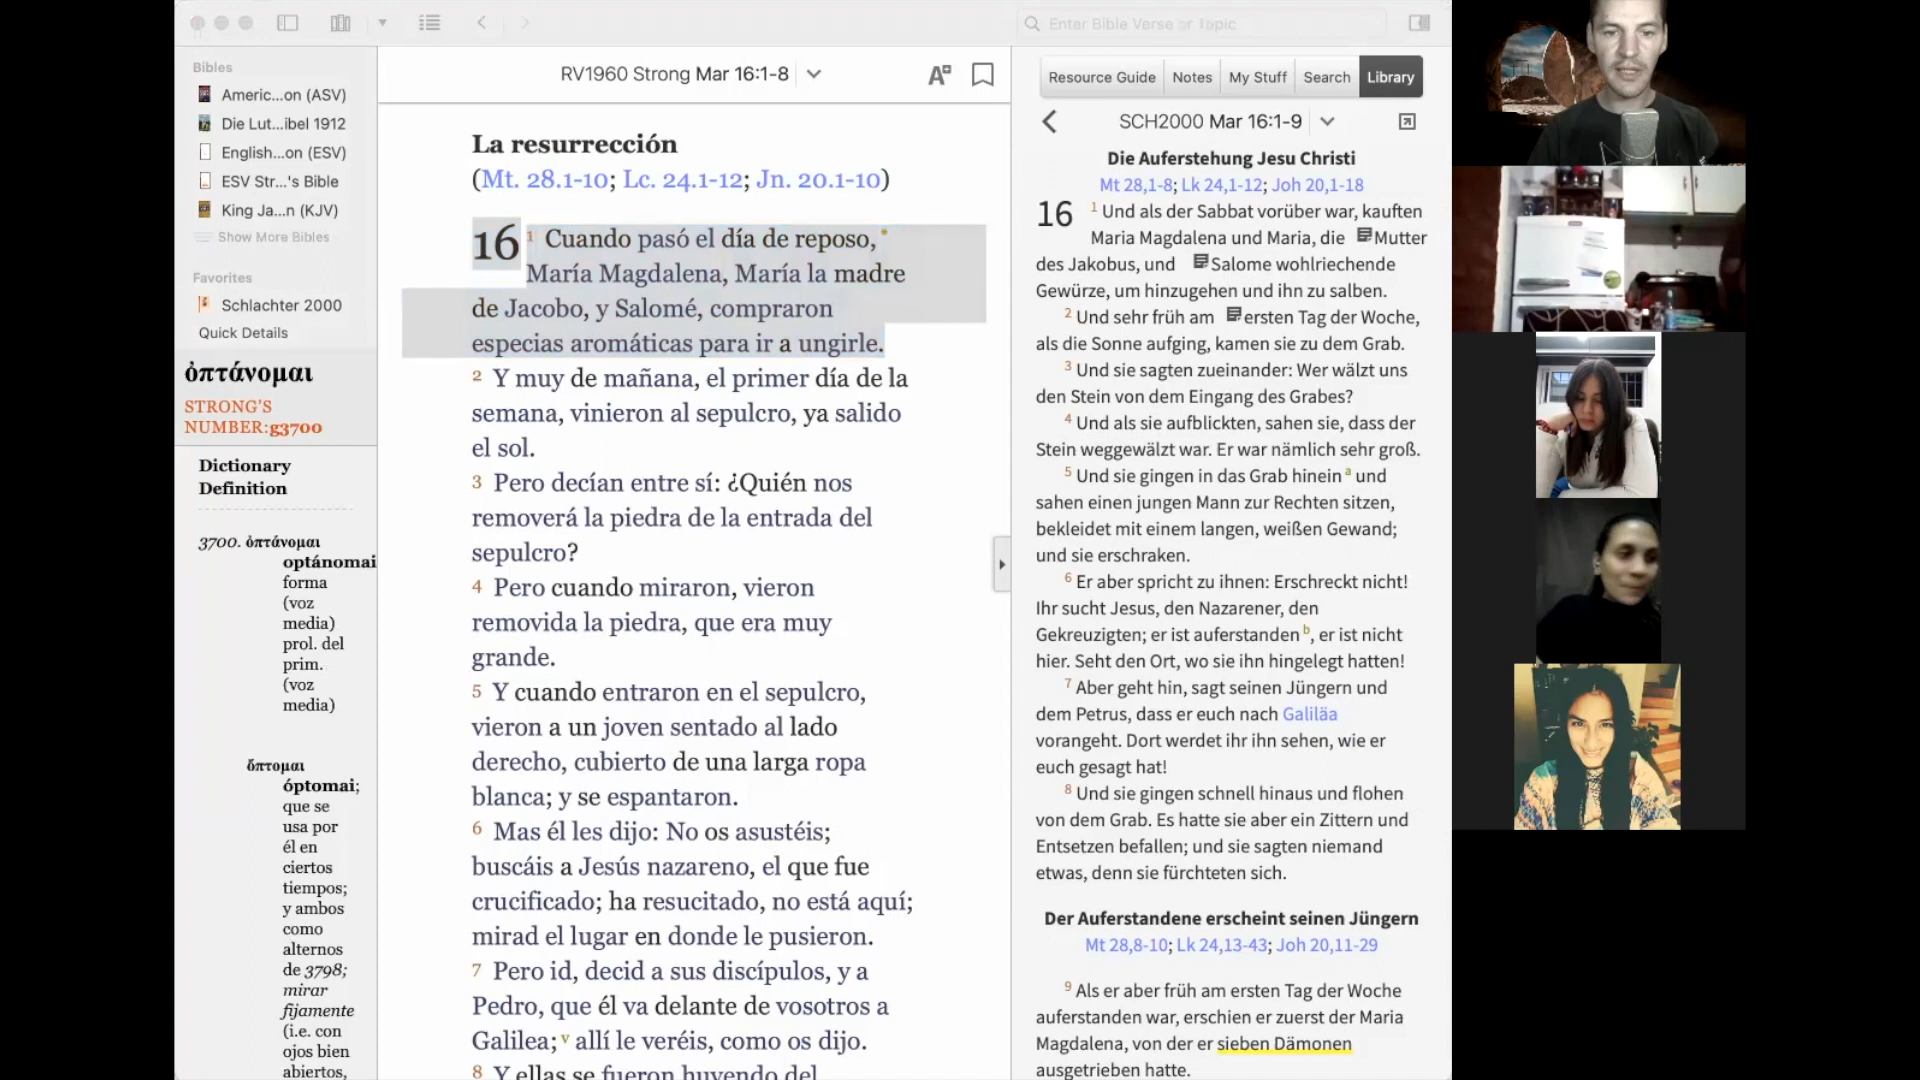 Enter Bible Verse or Topic
Bibles
Americ...on (ASV)
Die Lut...ibel 1912
English...on (ESV)
ESV Str...'s Bible
King Ja...n (KJV)
Show More Bibles
Favorites
Schlachter 2000
Quick Details
ὀπτάνομαι
STRONG'S
NUMBER:g3700
Dictionary
Definition
3700. ὀπτάνομαι
optánomai
forma
(voz
media)
prol. del
prim.
(voz
media)
ὄπτομαι
óptomai;
que se
usa por
él en
ciertos
tiempos;
y ambos
como
alternos
de 3798;
mirar
fijamente
(i.e. con
ojos bien
abiertos,
RV1960 Strong Mar 16:1-8
La resurrección
(Mt. 28.1-10; Lc. 24.1-12; Jn. 20.1-10)
16 1 Cuando pasó el día de reposo, *
María Magdalena, María la madre
de Jacobo, y Salomé, compraron
especias aromáticas para ir a ungirle.
2 Y muy de mañana, el primer día de la
semana, vinieron al sepulcro, ya salido
el sol.
3 Pero decían entre sí: ¿Quién nos
removerá la piedra de la entrada del
sepulcro?
4 Pero cuando miraron, vieron
removida la piedra, que era muy
grande.
5 Y cuando entraron en el sepulcro,
vieron a un joven sentado al lado
derecho, cubierto de una larga ropa
blanca; y se espantaron.
6 Mas él les dijo: No os asustéis;
buscáis a Jesús nazareno, el que fue
crucificado; ha resucitado, no está aquí;
mirad el lugar en donde le pusieron.
7 Pero id, decid a sus discípulos, y a
Pedro, que él va delante de vosotros a
Galilea; v allí le veréis, como os dijo.
8 Y ellas se fueron huyendo del
Resource Guide Notes My Stuff Search Library
SCH2000 Mar 16:1-9
Die Auferstehung Jesu Christi
Mt 28,1-8; Lk 24,1-12; Joh 20,1-18
16 1 Und als der Sabbat vorüber war, kauften
Maria Magdalena und Maria, die Mutter
des Jakobus, und Salome wohlriechende
Gewürze, um hinzugehen und ihn zu salben.
2 Und sehr früh am ersten Tag der Woche,
als die Sonne aufging, kamen sie zu dem Grab.
3 Und sie sagten zueinander: Wer wälzt uns
den Stein von dem Eingang des Grabes?
4 Und als sie aufblickten, sahen sie, dass der
Stein weggewälzt war. Er war nämlich sehr groß.
5 Und sie gingen in das Grab hinein a und
sahen einen jungen Mann zur Rechten sitzen,
bekleidet mit einem langen, weißen Gewand;
und sie erschraken.
6 Er aber spricht zu ihnen: Erschreckt nicht!
Ihr sucht Jesus, den Nazarener, den
Gekreuzigten; er ist auferstanden b, er ist nicht
hier. Seht den Ort, wo sie ihn hingelegt hatten!
7 Aber geht hin, sagt seinen Jüngern und
dem Petrus, dass er euch nach Galiläa
vorangeht. Dort werdet ihr ihn sehen, wie er
euch gesagt hat!
8 Und sie gingen schnell hinaus und flohen
von dem Grab. Es hatte sie aber ein Zittern und
Entsetzen befallen; und sie sagten niemand
etwas, denn sie fürchteten sich.
Der Auferstandene erscheint seinen Jüngern
Mt 28,8-10; Lk 24,13-43; Joh 20,11-29
9 Als er aber früh am ersten Tag der Woche
auferstanden war, erschien er zuerst der Maria
Magdalena, von der er sieben Dämonen
ausgetrieben hatte.